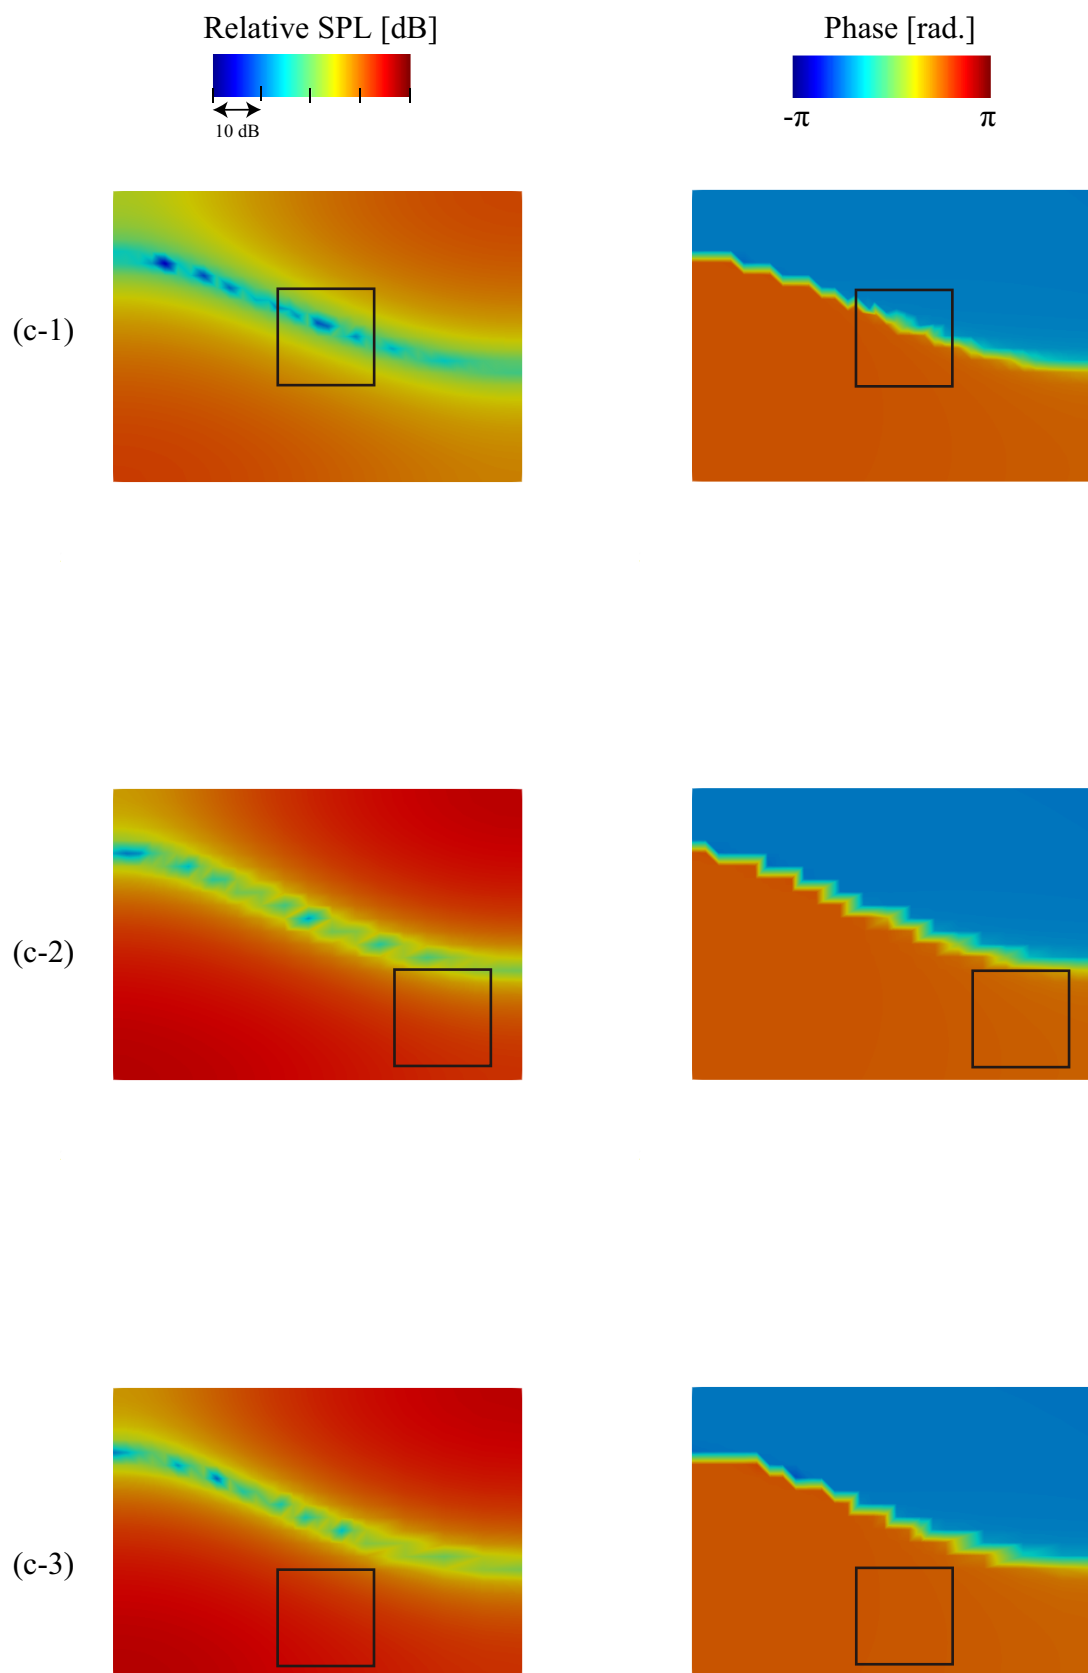 Relative SPL [dB]
Phase [rad.]
10 dB
-π
π
(c-1)
(c-2)
(c-3)